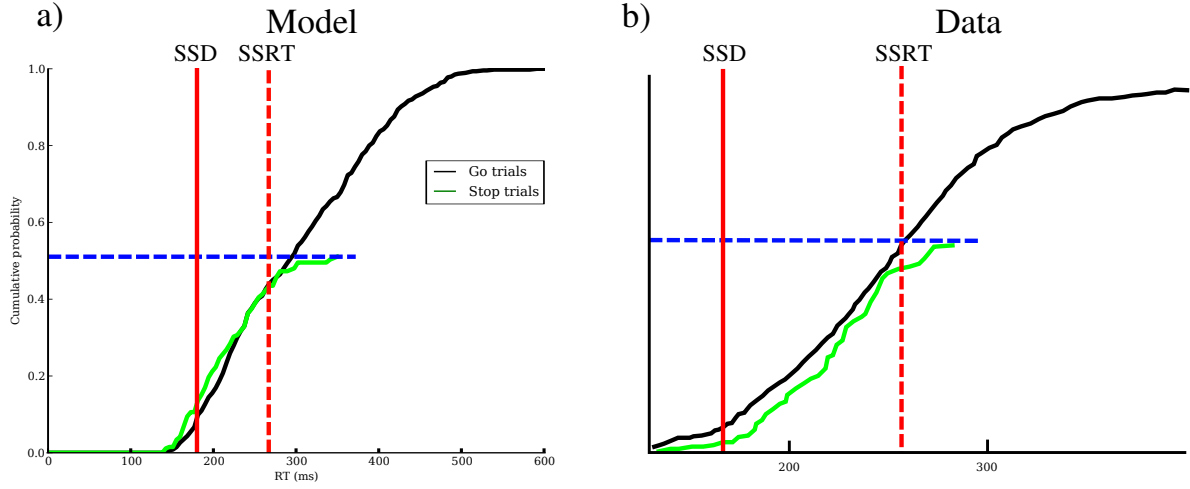 a)
Model
SSD
SSRT
1.0
0.8
0.6
0.4
0.2
0.0
Cumulative probability
Go trials
Stop trials
0
100
200
300
400
500
600
RT (ms)
b)
Data
SSD
SSRT
200
300